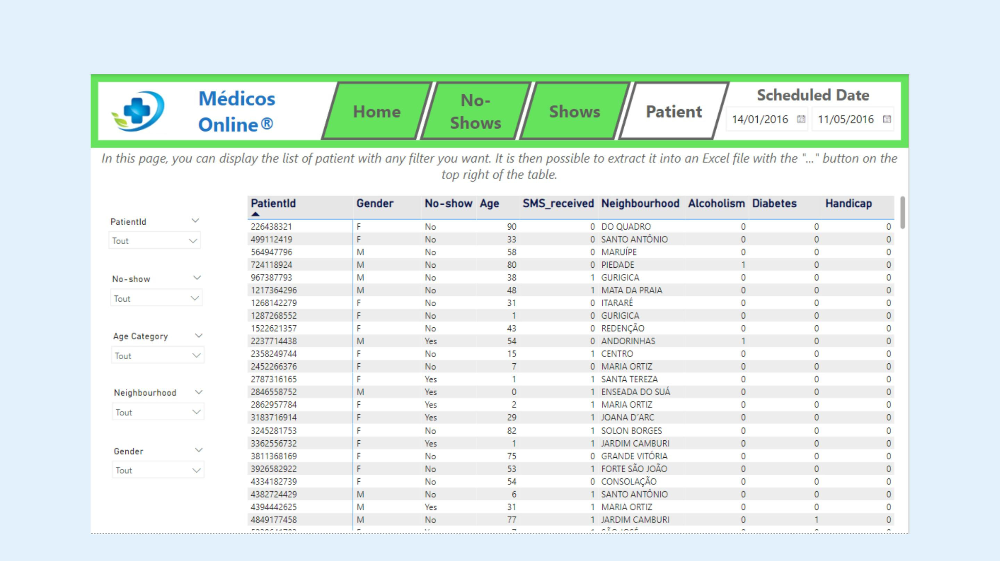 Médicos
Online®
Home
No-
Shows
Shows
Patient
Scheduled Date
14/01/2016 11/05/2016
In this page, you can display the list of patient with any filter you want. It is then possible to extract it into an Excel file with the "..." button on the
top right of the table.
PatientId
Tout
No-show
Tout
Age Category
Tout
Neighbourhood
Tout
Gender
Tout
PatientId Gender No-show Age SMS_received Neighbourhood Alcoholism Diabetes Handicap
226438321 F No 90 0 DO QUADRO 0 0 0
499112419 F No 33 0 SANTO ANTÔNIO 0 0 0
564947796 M No 58 0 MARUÍPE 0 0 0
724118924 M No 80 0 PIEDADE 1 0 0
967387793 M No 38 1 GURIGICA 0 0 0
1217364296 M No 48 1 MATA DA PRAIA 0 0 0
1268142279 F No 31 0 ITARARÉ 0 0 0
1287268552 F No 1 0 GURIGICA 0 0 0
1522621357 F No 43 0 REDENÇÃO 0 0 0
2237714438 M Yes 54 0 ANDORINHAS 1 0 0
2358249744 F No 15 1 CENTRO 0 0 0
2452266376 F No 7 0 MARIA ORTIZ 0 0 0
2787316165 F Yes 1 1 SANTA TEREZA 0 0 0
2846558752 M Yes 0 1 ENSEADA DO SUÁ 0 0 0
2862957784 F Yes 2 1 MARIA ORTIZ 0 0 0
3183716914 F Yes 29 1 JOANA D´ARC 0 0 0
3245281753 F No 82 1 SOLON BORGES 0 0 0
3362556732 F Yes 1 1 JARDIM CAMBURI 0 0 0
3811368169 F No 75 0 GRANDE VITÓRIA 0 0 0
3926582922 F No 53 1 FORTE SÃO JOÃO 0 0 0
4334182739 F No 54 0 CONSOLAÇÃO 0 0 0
4382724429 M No 6 1 SANTO ANTÔNIO 0 0 0
4394442625 M Yes 31 1 MARIA ORTIZ 0 0 0
4849177458 M No 77 1 JARDIM CAMBURI 0 1 0